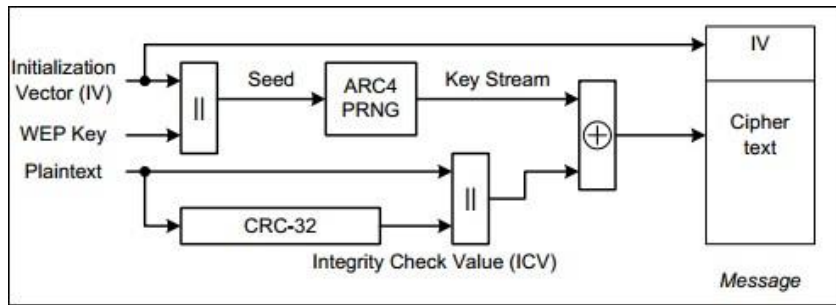 IV
Initialization
Vector (IV)
Seed
ARC4
PRNG
Key Stream
||
WEP Key
Cipher
text
Plaintext
||
CRC-32
Integrity Check Value (ICV)
Message